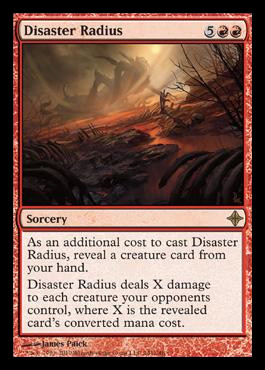 Disaster Radius 5
Sorcery
As an additional cost to cast Disaster
Radius, reveal a creature card from
your hand.
Disaster Radius deals X damage
to each creature your opponents
control, where X is the revealed
card's converted mana cost.
James Paick